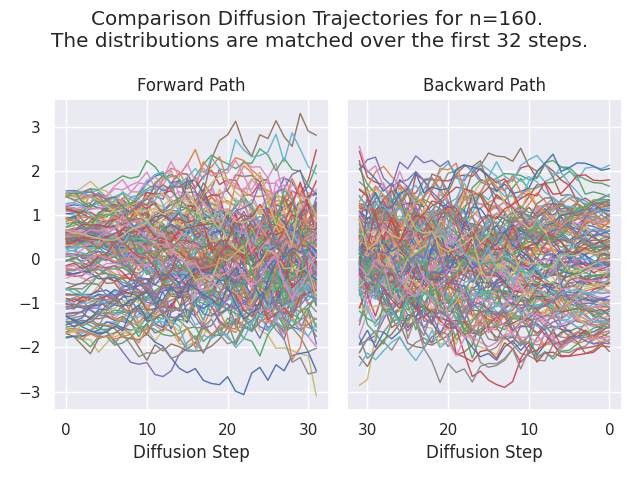 Comparison Diffusion Trajectories for n=160.
The distributions are matched over the first 32 steps.
Forward Path
Backward Path
3
2
1
0
−1
−2
−3
0 10 20 30
30 20 10 0
Diffusion Step
Diffusion Step